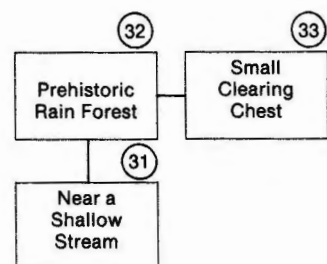 32
33
Prehistoric
Rain Forest
Small
Clearing
Chest
31
Near a
Shallow
Stream